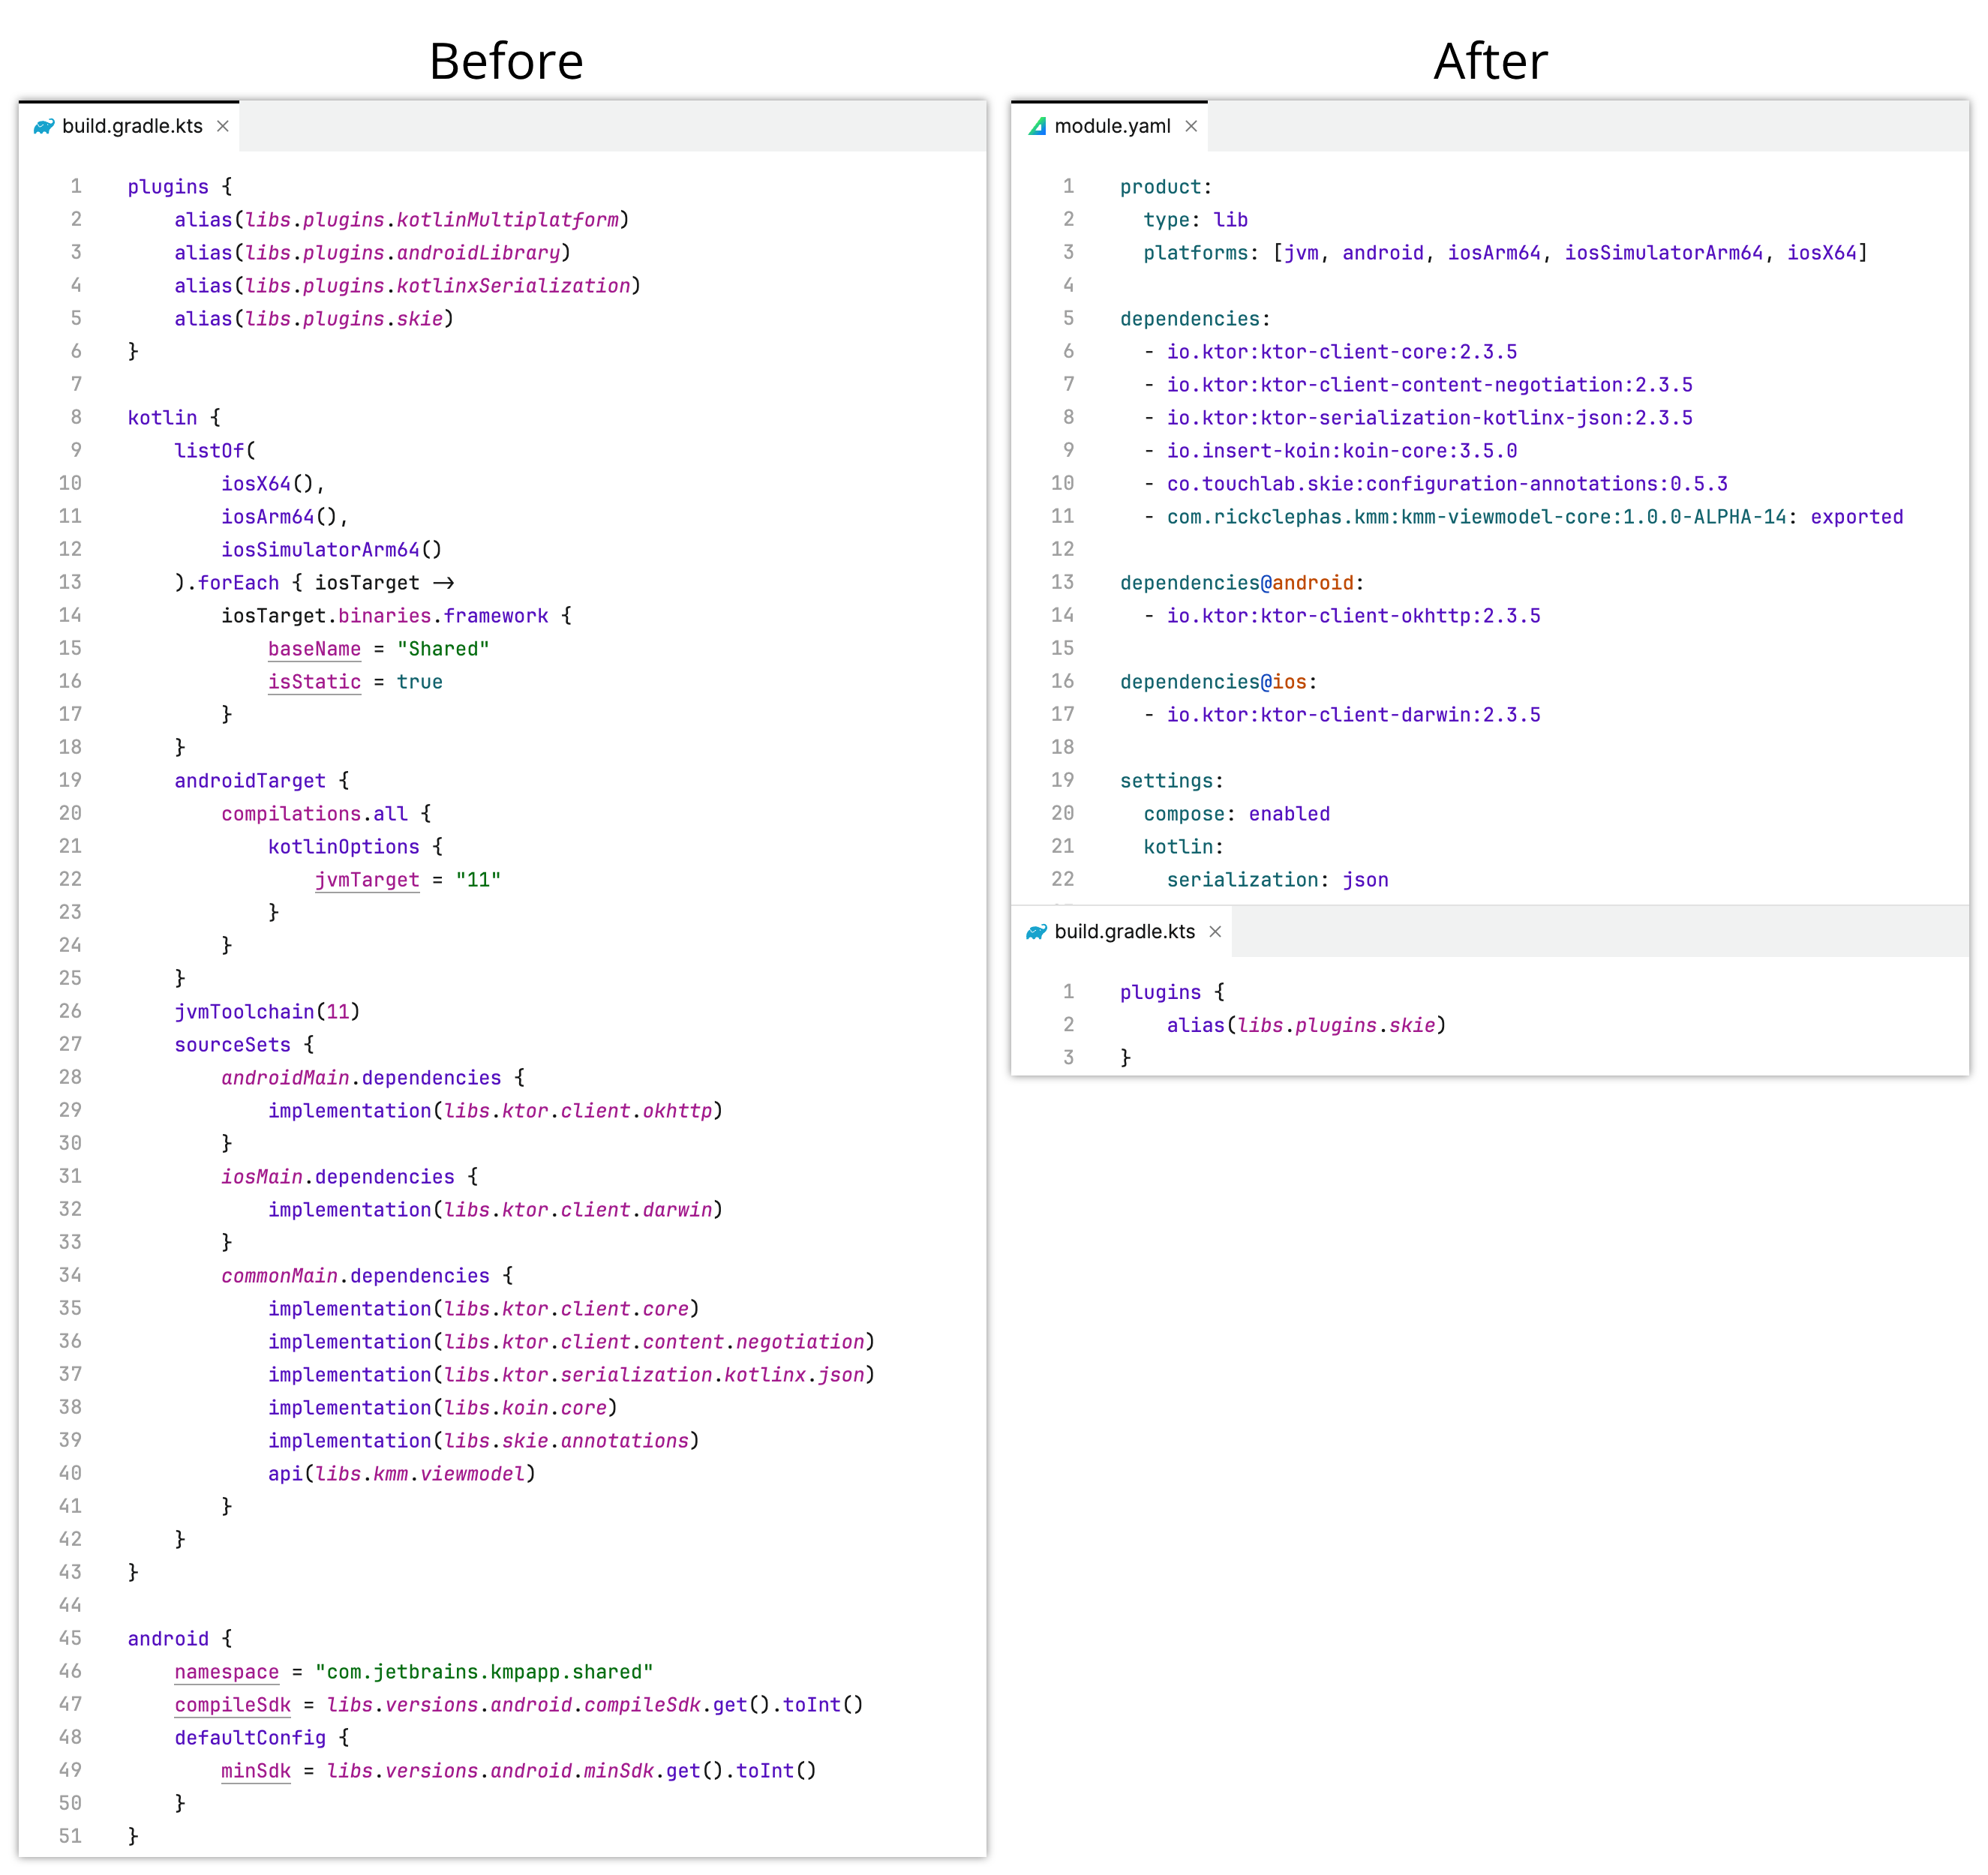 Before
build.gradle.kts ×
1 plugins {
2     alias(libs.plugins.kotlinMultiplatform)
3     alias(libs.plugins.androidLibrary)
4     alias(libs.plugins.kotlinxSerialization)
5     alias(libs.plugins.skie)
6 }
7
8 kotlin {
9     listOf(
10         iosX64(),
11         iosArm64(),
12         iosSimulatorArm64()
13     ).forEach { iosTarget →
14         iosTarget.binaries.framework {
15             baseName = "Shared"
16             isStatic = true
17         }
18     }
19     androidTarget {
20         compilations.all {
21             kotlinOptions {
22                 jvmTarget = "11"
23             }
24         }
25     }
26     jvmToolchain(11)
27     sourceSets {
28         androidMain.dependencies {
29             implementation(libs.ktor.client.okhttp)
30         }
31         iosMain.dependencies {
32             implementation(libs.ktor.client.darwin)
33         }
34         commonMain.dependencies {
35             implementation(libs.ktor.client.core)
36             implementation(libs.ktor.client.content.negotiation)
37             implementation(libs.ktor.serialization.kotlinx.json)
38             implementation(libs.koin.core)
39             implementation(libs.skie.annotations)
40             api(libs.kmm.viewmodel)
41         }
42     }
43 }
44
45 android {
46     namespace = "com.jetbrains.kmpapp.shared"
47     compileSdk = libs.versions.android.compileSdk.get().toInt()
48     defaultConfig {
49         minSdk = libs.versions.android.minSdk.get().toInt()
50     }
51 }
After
module.yaml ×
1 product:
2   type: lib
3   platforms: [jvm, android, iosArm64, iosSimulatorArm64, iosX64]
4
5 dependencies:
6   - io.ktor:ktor-client-core:2.3.5
7   - io.ktor:ktor-client-content-negotiation:2.3.5
8   - io.ktor:ktor-serialization-kotlinx-json:2.3.5
9   - io.insert-koin:koin-core:3.5.0
10   - co.touchlab.skie:configuration-annotations:0.5.3
11   - com.rickclephas.kmm:kmm-viewmodel-core:1.0.0-ALPHA-14: exported
12
13 dependencies@android:
14   - io.ktor:ktor-client-okhttp:2.3.5
15
16 dependencies@ios:
17   - io.ktor:ktor-client-darwin:2.3.5
18
19 settings:
20   compose: enabled
21   kotlin:
22     serialization: json
build.gradle.kts ×
1 plugins {
2     alias(libs.plugins.skie)
3 }